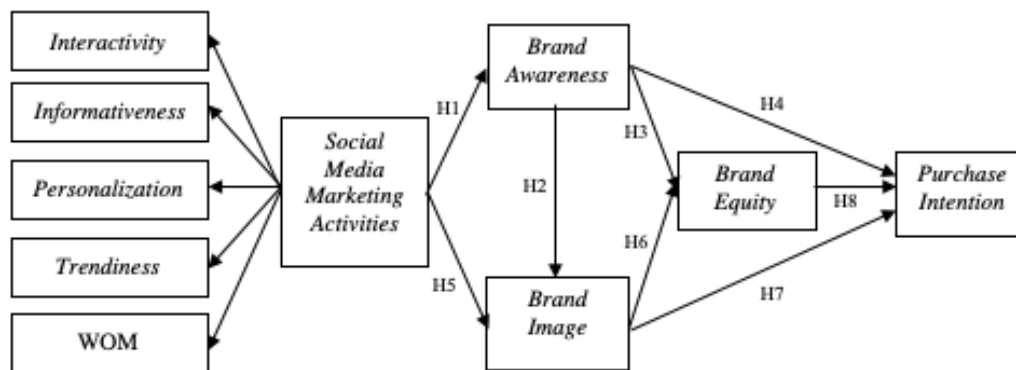 Interactivity
Informativeness
Personalization
Trendiness
WOM
Social
Media
Marketing
Activities
H1
H5
Brand
Awareness
H2
Brand
Image
H3
H6
H4
Brand
Equity
H8
H7
Purchase
Intention